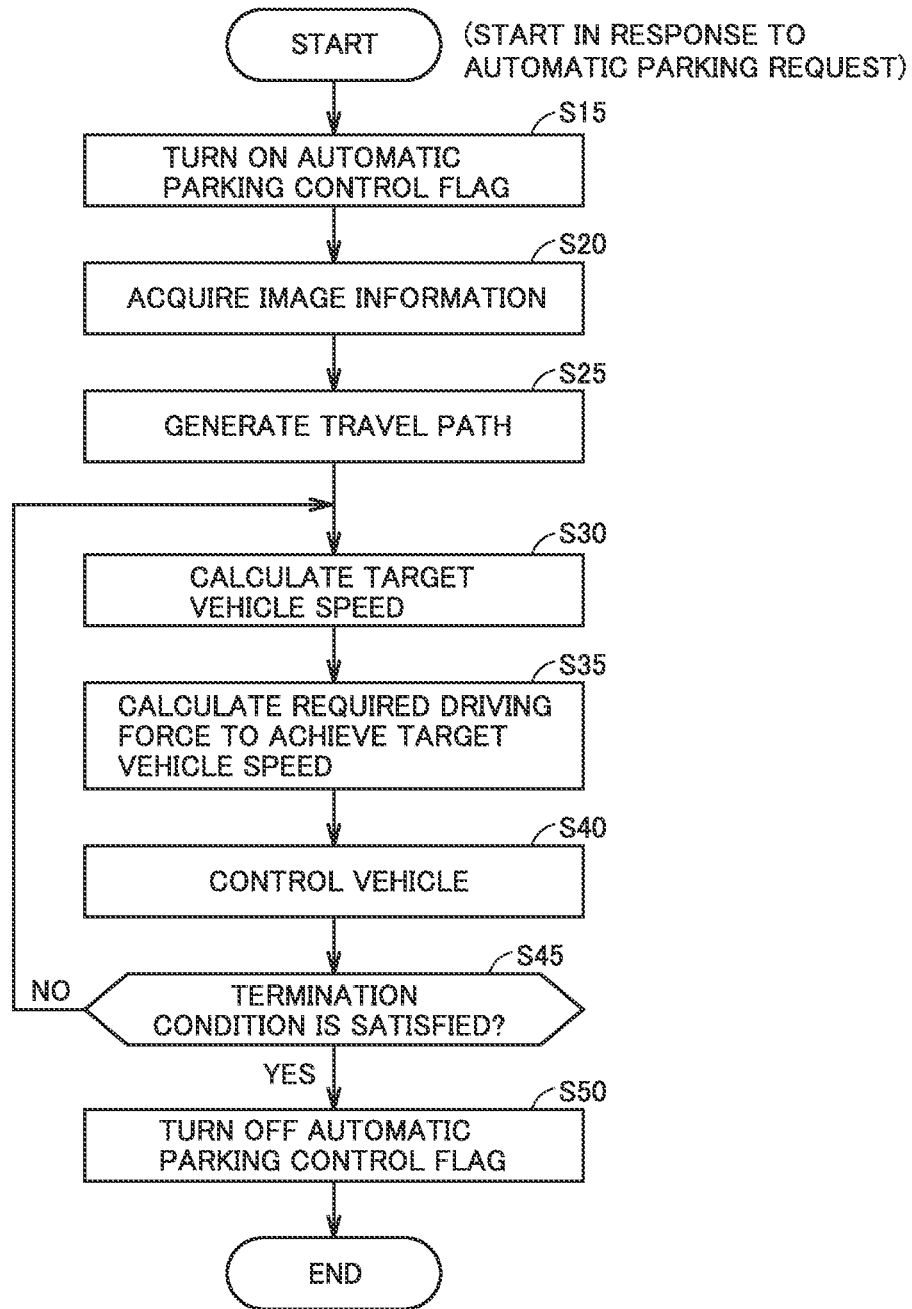 START
(START IN RESPONSE TO
AUTOMATIC PARKING REQUEST)
S15
TURN ON AUTOMATIC
PARKING CONTROL FLAG
S20
ACQUIRE IMAGE INFORMATION
S25
GENERATE TRAVEL PATH
S30
CALCULATE TARGET
VEHICLE SPEED
S35
CALCULATE REQUIRED DRIVING
FORCE TO ACHIEVE TARGET
VEHICLE SPEED
S40
CONTROL VEHICLE
S45
NO
TERMINATION
CONDITION IS SATISFIED?
YES
S50
TURN OFF AUTOMATIC
PARKING CONTROL FLAG
END